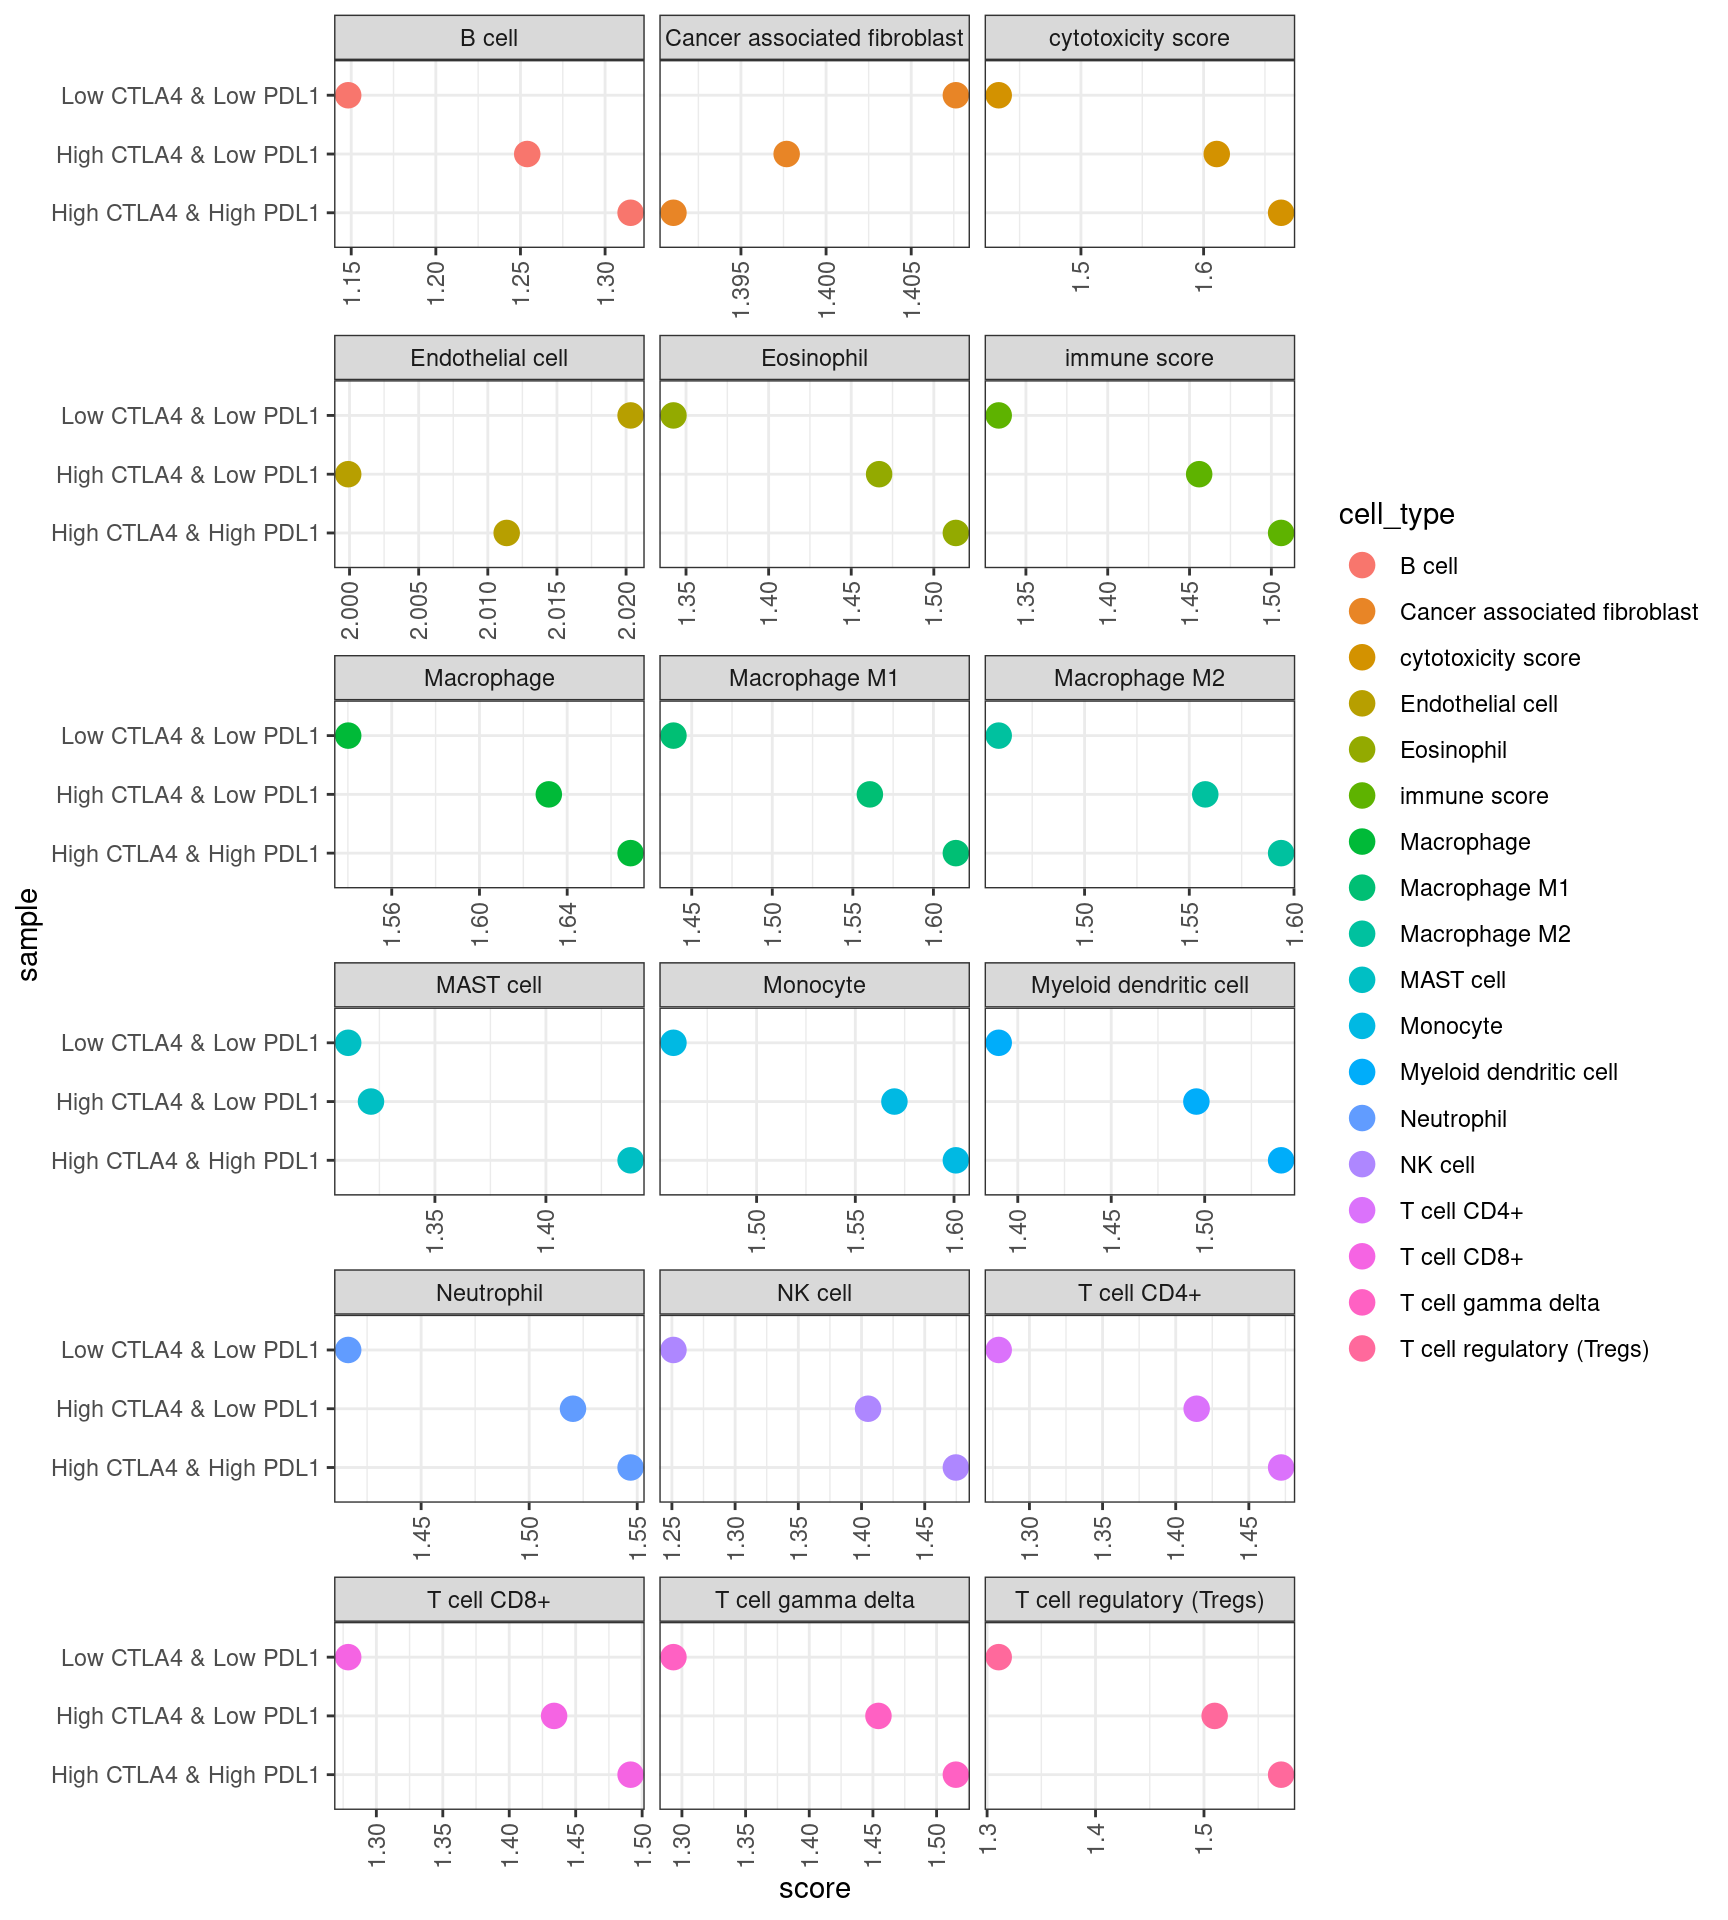 B cell
Cancer associated fibroblast
cytotoxicity score
Low CTLA4 & Low PDL1
High CTLA4 & Low PDL1
High CTLA4 & High PDL1
1.15 1.20 1.25 1.30
1.395 1.400 1.405
1.5 1.6
Endothelial cell
Eosinophil
immune score
Low CTLA4 & Low PDL1
High CTLA4 & Low PDL1
High CTLA4 & High PDL1
2.000 2.005 2.010 2.015 2.020
1.35 1.40 1.45 1.50
1.35 1.40 1.45 1.50
Macrophage
Macrophage M1
Macrophage M2
Low CTLA4 & Low PDL1
High CTLA4 & Low PDL1
High CTLA4 & High PDL1
1.56 1.60 1.64
1.45 1.50 1.55 1.60
1.50 1.55 1.60
MAST cell
Monocyte
Myeloid dendritic cell
Low CTLA4 & Low PDL1
High CTLA4 & Low PDL1
High CTLA4 & High PDL1
1.35 1.40
1.50 1.55 1.60
1.40 1.45 1.50
Neutrophil
NK cell
T cell CD4+
Low CTLA4 & Low PDL1
High CTLA4 & Low PDL1
High CTLA4 & High PDL1
1.45 1.50 1.55
1.25 1.30 1.35 1.40 1.45
1.30 1.35 1.40 1.45
T cell CD8+
T cell gamma delta
T cell regulatory (Tregs)
Low CTLA4 & Low PDL1
High CTLA4 & Low PDL1
High CTLA4 & High PDL1
1.30 1.35 1.40 1.45 1.50
1.30 1.35 1.40 1.45 1.50
1.3 1.4 1.5
sample
score
cell_type
B cell
Cancer associated fibroblast
cytotoxicity score
Endothelial cell
Eosinophil
immune score
Macrophage
Macrophage M1
Macrophage M2
MAST cell
Monocyte
Myeloid dendritic cell
Neutrophil
NK cell
T cell CD4+
T cell CD8+
T cell gamma delta
T cell regulatory (Tregs)